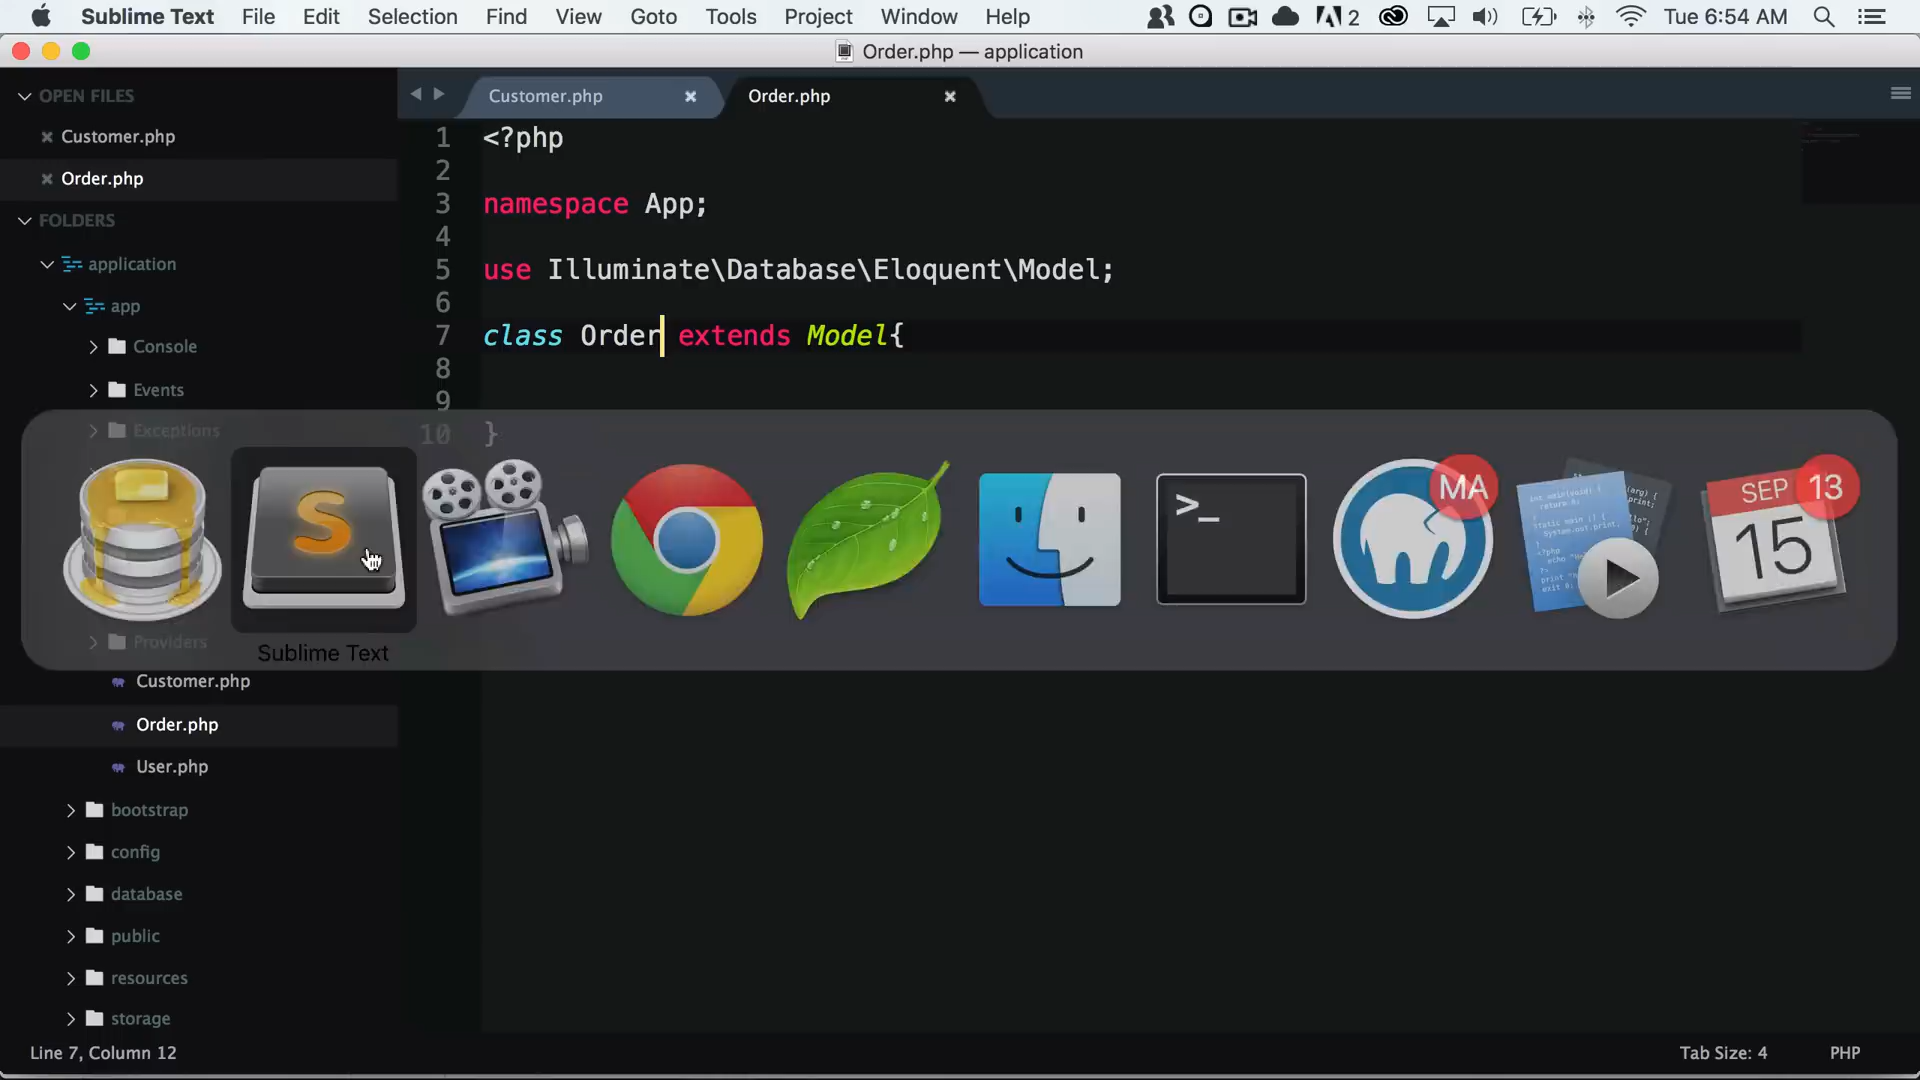 Sublime Text File Edit Selection Find View Goto Tools Project Window Help 2 Tue 6:54 AM
Order.php — application
OPEN FILES
Customer.php
Order.php
FOLDERS
application
app
Console
Events
Exceptions
Providers
Customer.php
Order.php
User.php
bootstrap
config
database
public
resources
storage
Customer.php Order.php
1 <?php
2
3 namespace App;
4
5 use Illuminate\Database\Eloquent\Model;
6
7 class Order extends Model{
8
9
10 }
S
>_
MA
SEP 13
15
Sublime Text
Line 7, Column 12 Tab Size: 4 PHP